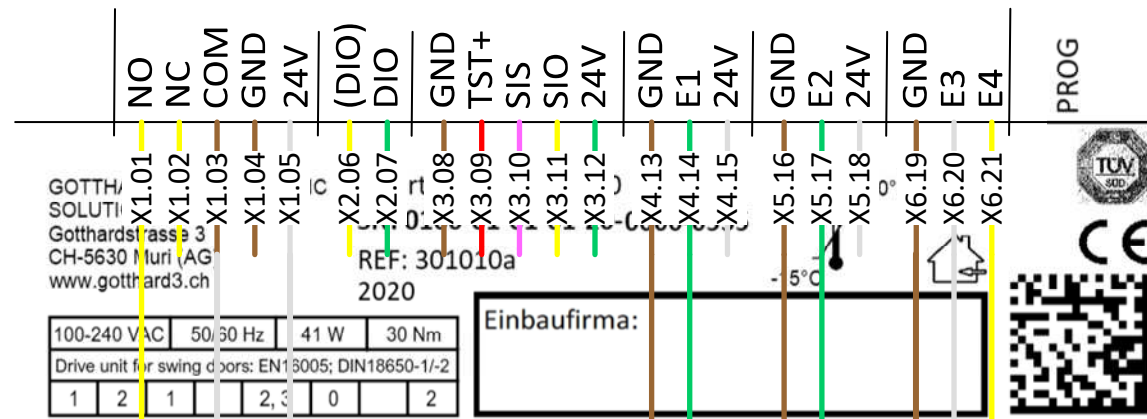 NO NC COM GND 24V (DIO) DIO GND TST+ SIS SIO 24V GND E1 24V GND E2 24V GND E3 E4 PROG
X1.01 X1.02 X1.03 X1.04 X1.05 X2.06 X2.07 X3.08 X3.09 X3.10 X3.11 X3.12 X4.13 X4.14 X4.15 X5.16 X5.17 X5.18 X6.19 X6.20 X6.21
Gotthardstrasse 3
CH-5630 Muri (AG)
www.gotthard3.ch
REF: 301010a
2020
-15°C
TÜV
SÜD
CE
100-240 VAC 50/60 Hz 41 W 30 Nm
Drive unit for swing doors: EN16005; DIN18650-1/-2
1 2 1 2, 3 0 2
Einbaufirma: